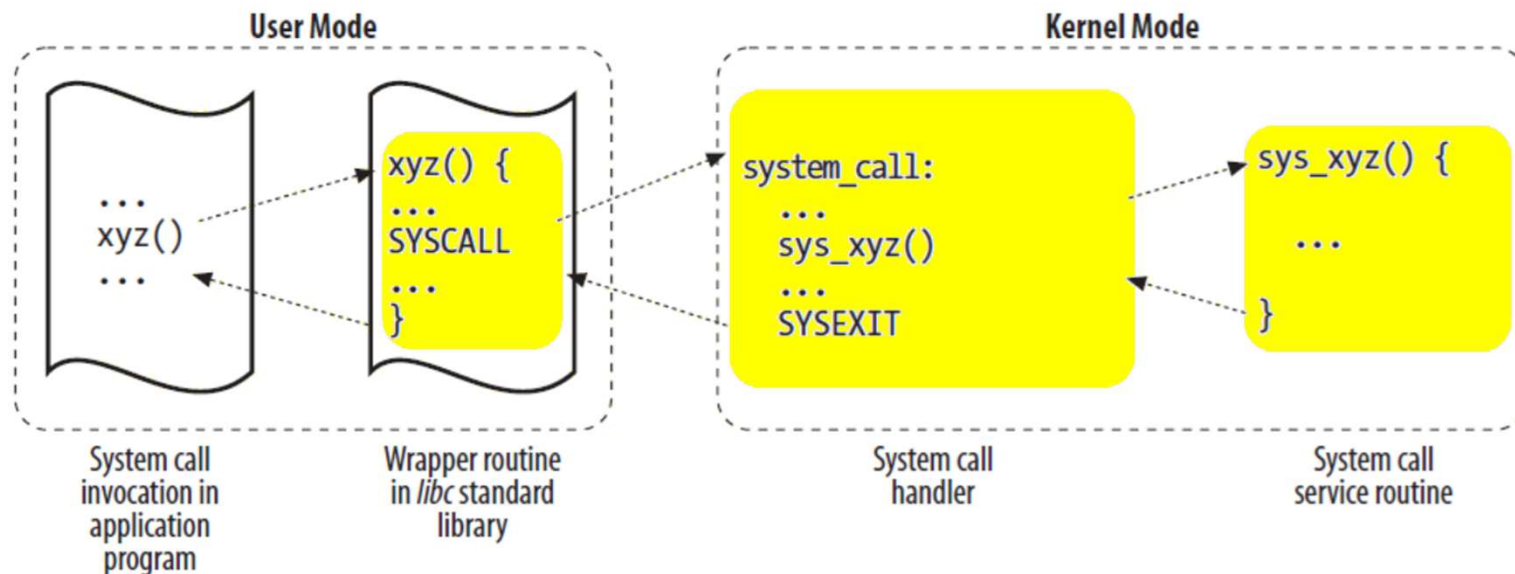 User Mode
Kernel Mode
...
xyz()
...
xyz() {
...
SYSCALL
...
}
system_call:
...
sys_xyz()
...
SYSEXIT
sys_xyz() {
...
}
System call
invocation in
application
program
Wrapper routine
in libc standard
library
System call
handler
System call
service routine